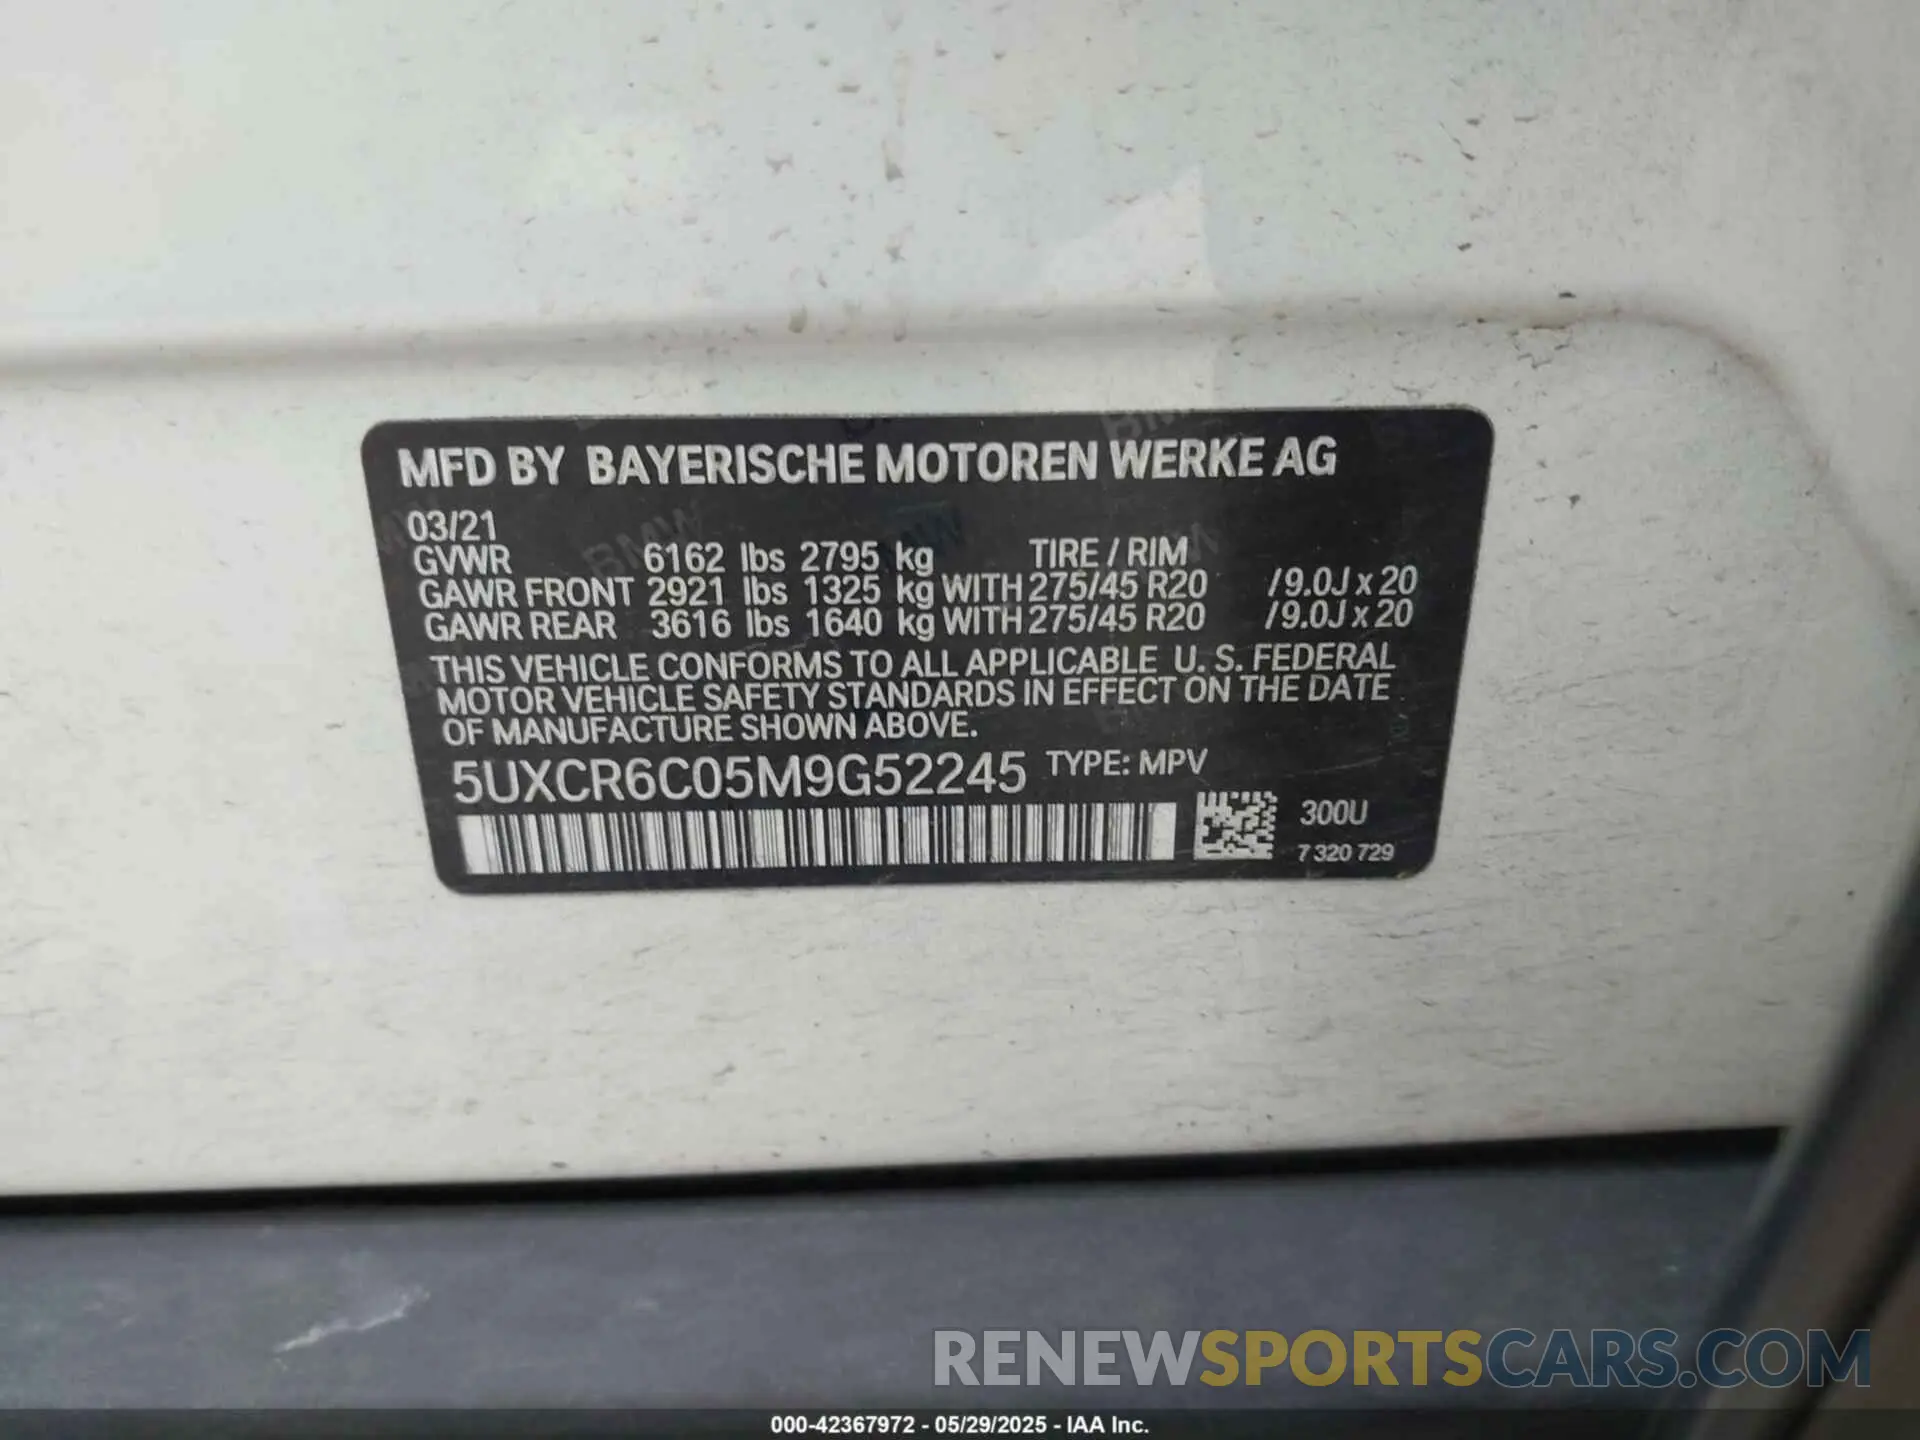 MFD BY BAYERISCHE MOTOREN WERKE AG
03/21
GVWR 6162 lbs 2795 kg TIRE / RIM
GAWR FRONT 2921 lbs 1325 kg WITH 275/45 R20 /9.0J x 20
GAWR REAR 3616 lbs 1640 kg WITH 275/45 R20 /9.0J x 20
THIS VEHICLE CONFORMS TO ALL APPLICABLE U. S. FEDERAL
MOTOR VEHICLE SAFETY STANDARDS IN EFFECT ON THE DATE
OF MANUFACTURE SHOWN ABOVE.
5UXCR6C05M9G52245 TYPE: MPV
300U
7 320 729
RENEWSPORTSCARS.COM
000-42367972 - 05/29/2025 - IAA Inc.